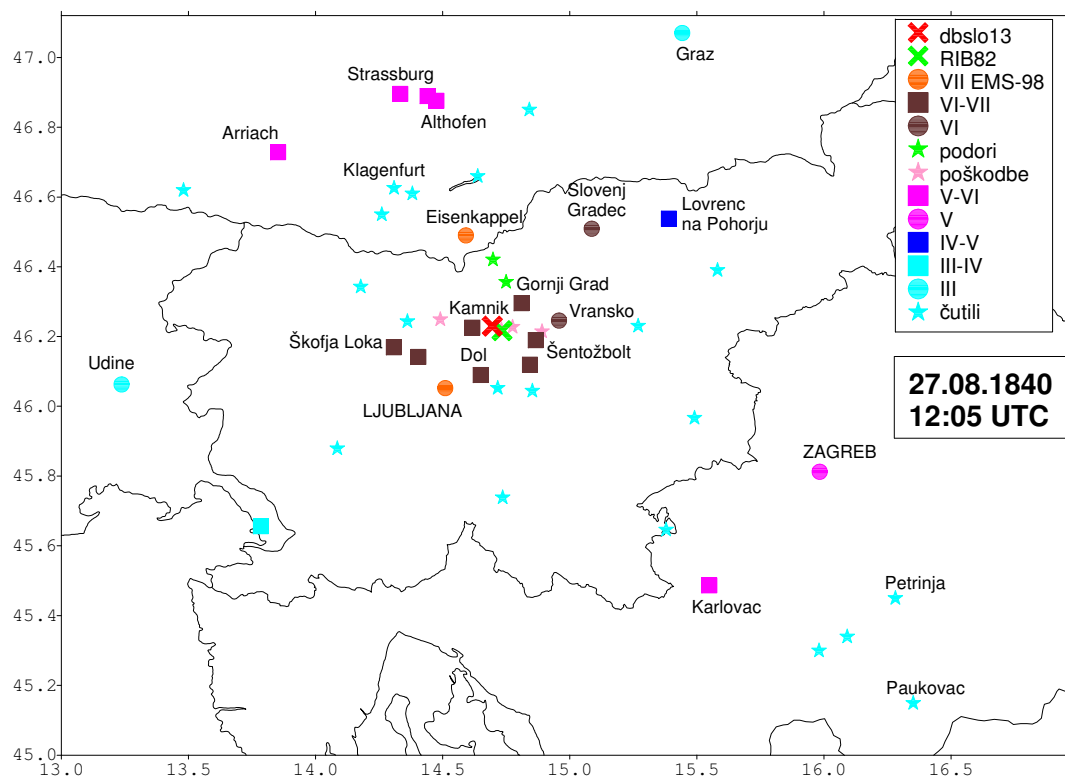 47.0
46.8
46.6
46.4
46.2
46.0
45.8
45.6
45.4
45.2
45.0
13.0
13.5
14.0
14.5
15.0
15.5
16.0
16.5
Graz
Strassburg
Althofen
Arriach
Klagenfurt
Slovenj
Gradec
Eisenkappel
Lovrenc
na Pohorju
Gornji Grad
Kamnik
Vransko
Škofja Loka
Dol
Šentožbolt
Udine
LJUBLJANA
ZAGREB
Karlovac
Petrinja
Paukovac
dbslo13
RIB82
VII EMS-98
VI-VII
VI
podori
poškodbe
V-VI
V
IV-V
III-IV
III
čutili
27.08.1840
12:05 UTC